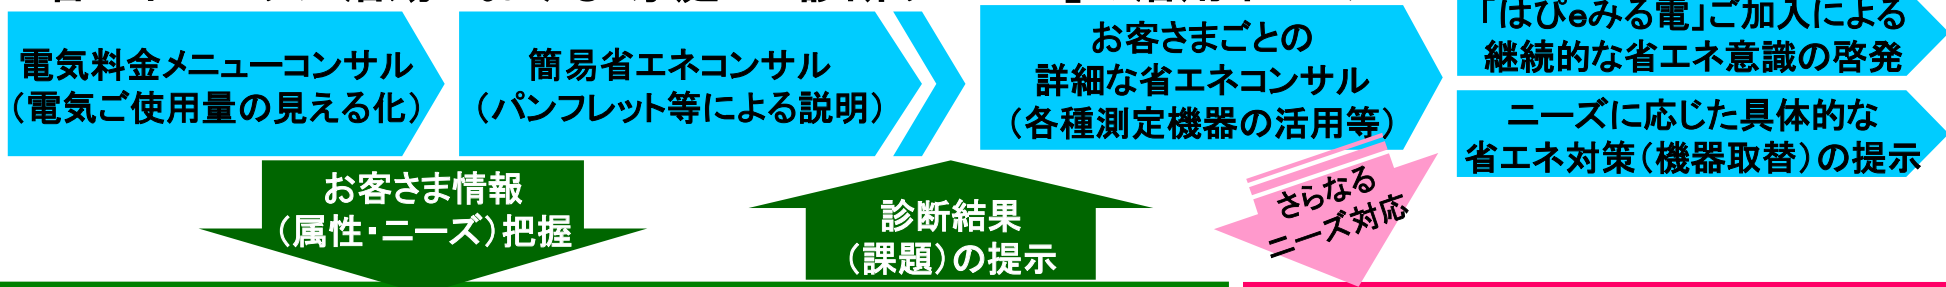 電気料金メニューコンサル
（電気ご使用量の見える化）
簡易省エネコンサル
（パンフレット等による説明）
お客さまごとの
詳細な省エネコンサル
（各種測定機器の活用等）
「はぴeみる電」ご加入による
継続的な省エネ意識の啓発
ニーズに応じた具体的な
省エネ対策（機器取替）の提示
お客さま情報
（属性・ニーズ）把握
診断結果
（課題）の提示
さらなる
ニーズ対応